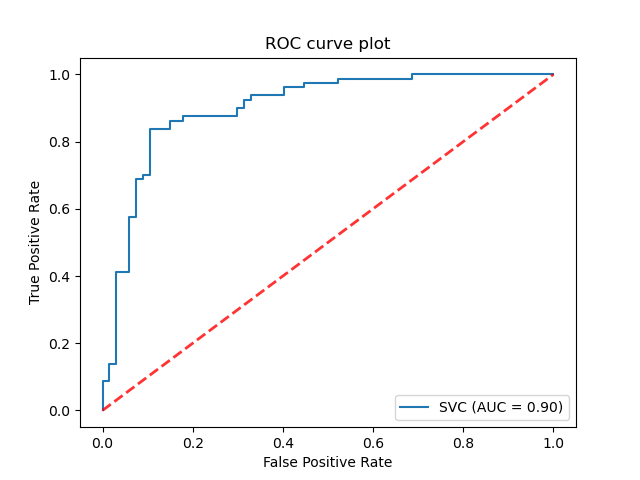 ROC curve plot
True Positive Rate
1.0
0.8
0.6
0.4
0.2
0.0
SVC (AUC = 0.90)
0.0 0.2 0.4 0.6 0.8 1.0
False Positive Rate